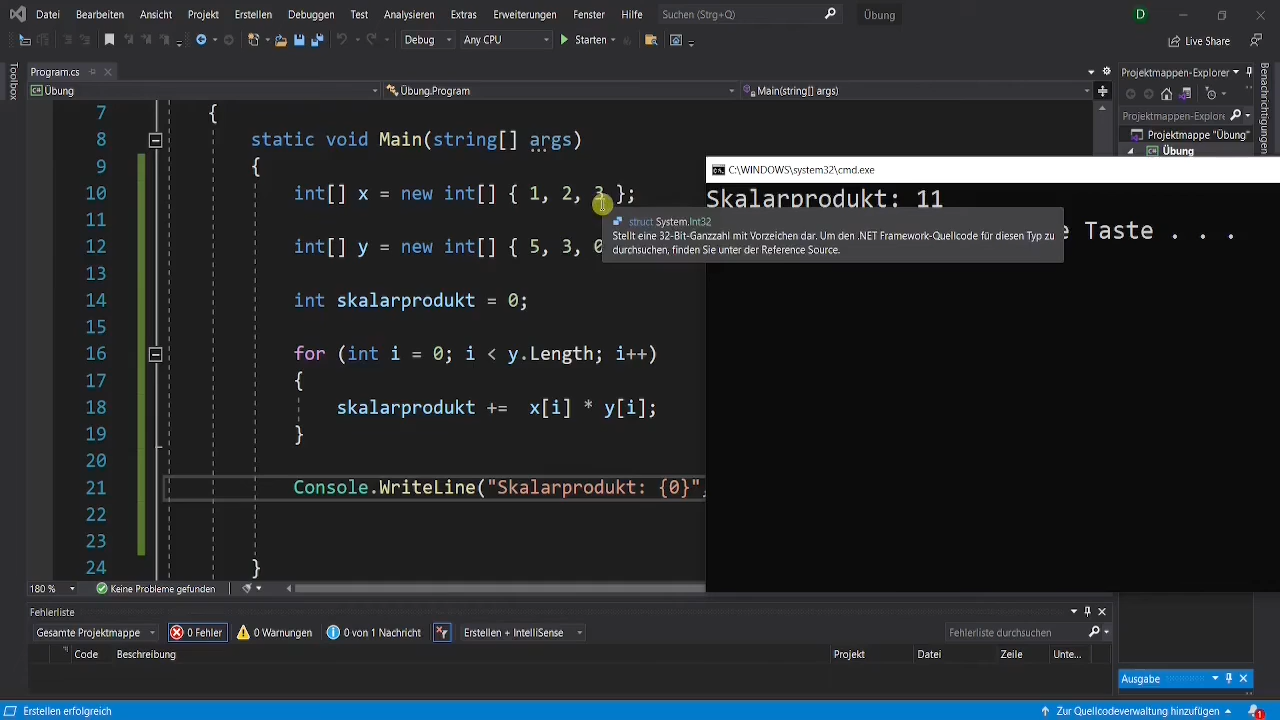 Datei Bearbeiten Ansicht Projekt Erstellen Debuggen Test Analysieren Extras Erweiterungen Fenster Hilfe Suchen (Strg+Q) Übung D
Debug Any CPU Starten Live Share
Toolbox
Program.cs
Übung Übung.Program Main(string[] args)
7 {
8 static void Main(string[] args)
9 {
10 int[] x = new int[] { 1, 2, 3 };
11
12 int[] y = new int[] { 5, 3, 0
13
14 int skalarprodukt = 0;
15
16 for (int i = 0; i < y.Length; i++)
17 {
18 skalarprodukt += x[i] * y[i];
19 }
20
21 Console.WriteLine("Skalarprodukt: {0}",
22
23
24 }
struct System.Int32
Stellt eine 32-Bit-Ganzzahl mit Vorzeichen dar. Um den .NET Framework-Quellcode für diesen Typ zu
durchsuchen, finden Sie unter der Reference Source.
C:\WINDOWS\system32\cmd.exe
Skalarprodukt: 11
e Taste . . .
Projektmappen-Explorer
Projektmappen-Explore
Projektmappe "Übung"
Übung
Benachrichtigungen
180 % Keine Probleme gefunden
Fehlerliste
Gesamte Projektmappe 0 Fehler 0 Warnungen 0 von 1 Nachricht Erstellen + IntelliSense Fehlerliste durchsuchen
Code Beschreibung Projekt Datei Zeile Unte...
Ausgabe
Erstellen erfolgreich Zur Quellcodeverwaltung hinzufügen 1